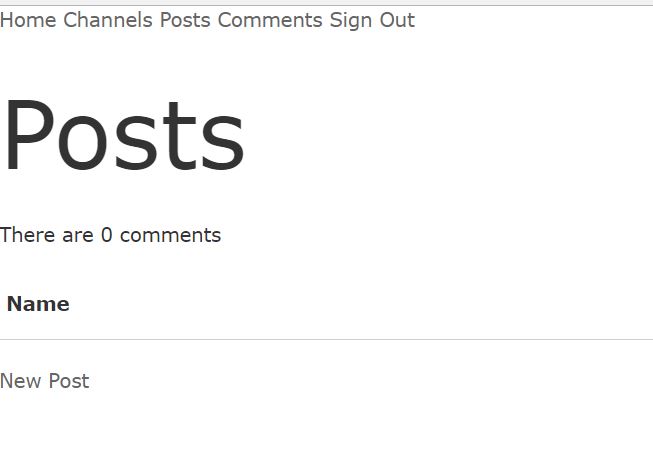 Home Channels Posts Comments Sign Out
Posts
There are 0 comments
Name
New Post